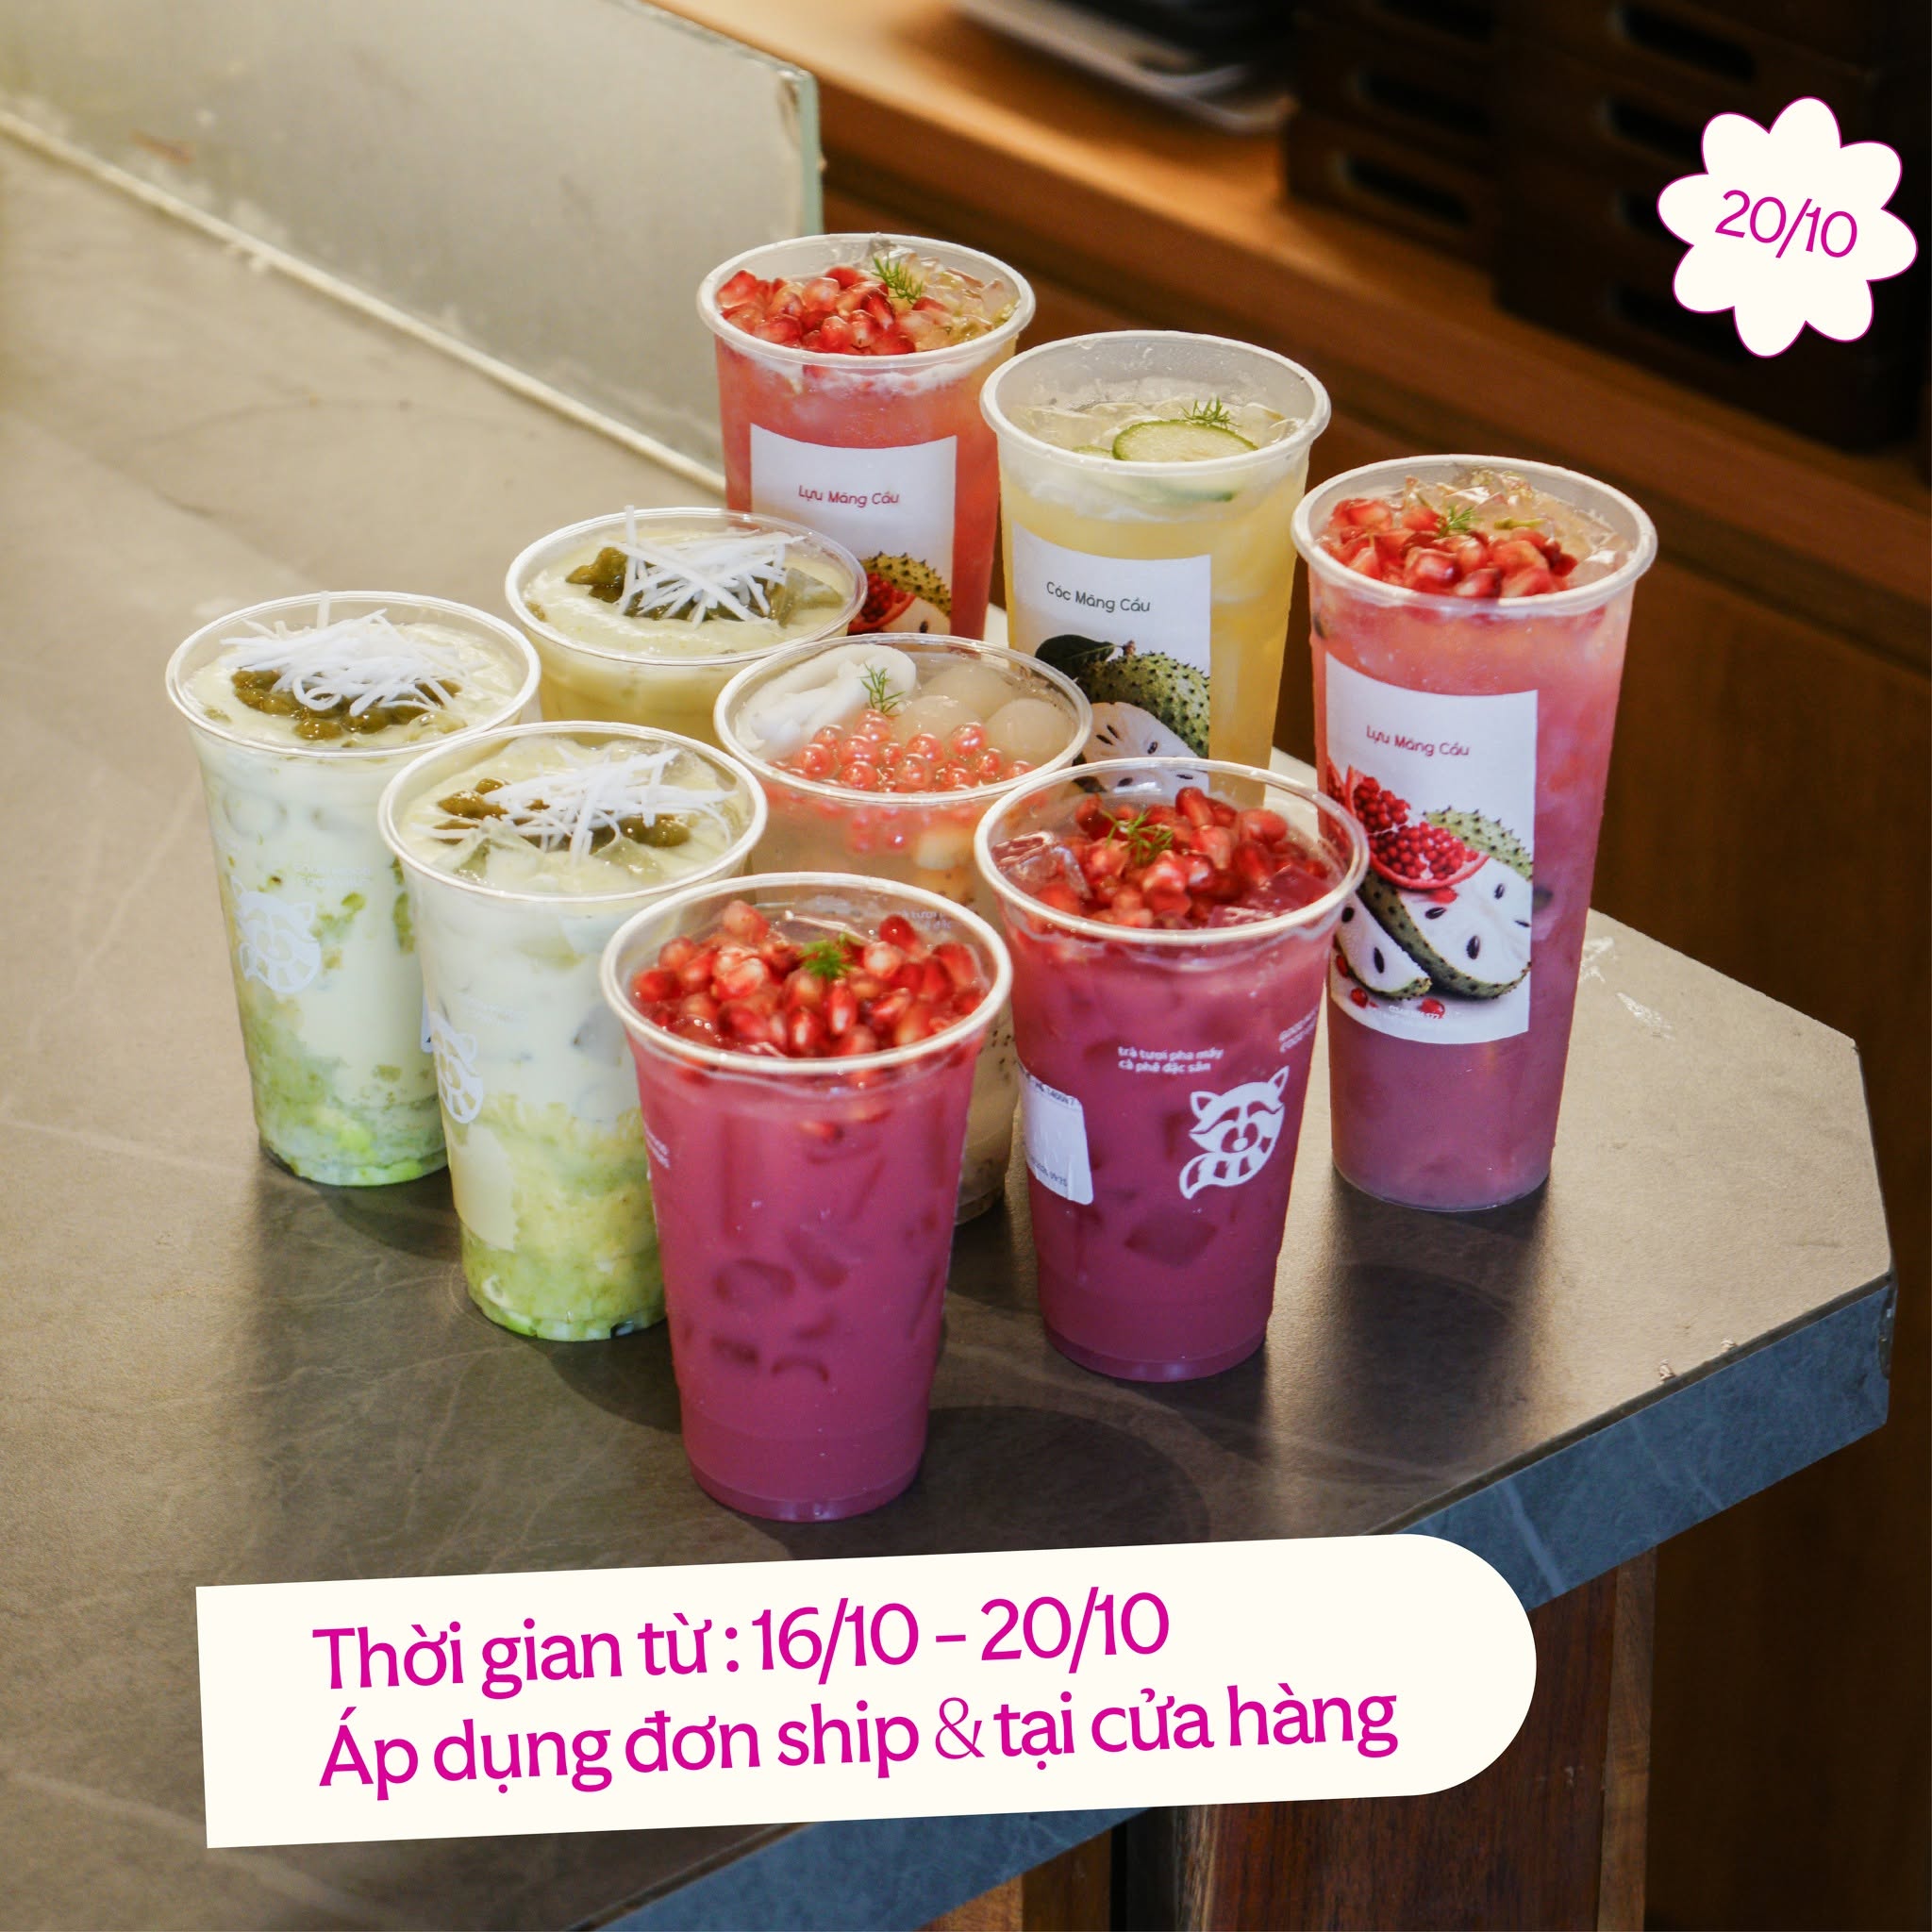 20/10
Lựu Mãng Cầu
Cóc Mãng Cầu
Lựu Mãng Cầu
trà tươi pha máy
cà phê đặc sản
Thời gian từ : 16/10 – 20/10
Áp dụng đơn ship & tại cửa hàng